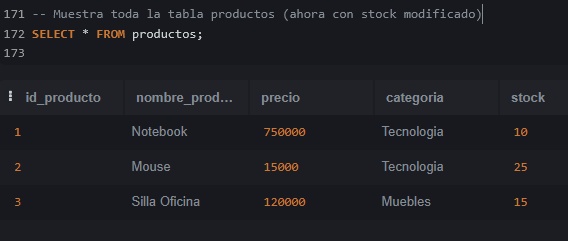 171 -- Muestra toda la tabla productos (ahora con stock modificado)
172 SELECT * FROM productos;
173
id_producto nombre_prod... precio categoria stock
1 Notebook 750000 Tecnologia 10
2 Mouse 15000 Tecnologia 25
3 Silla Oficina 120000 Muebles 15